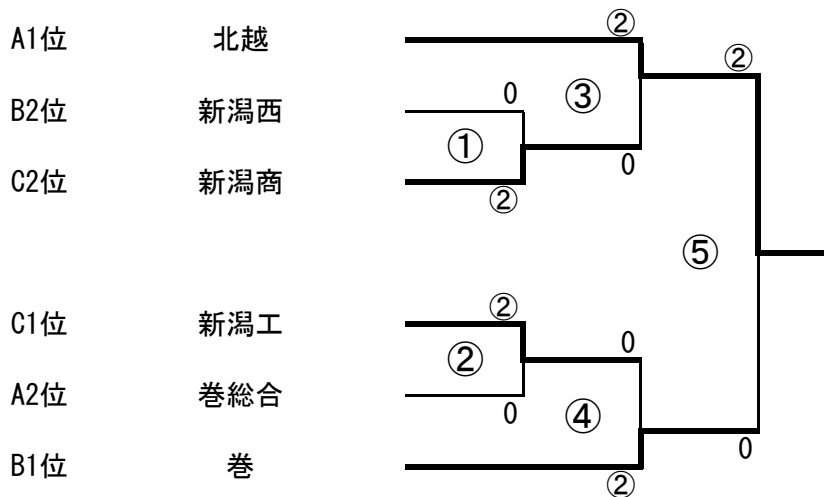 A1位 北越 ②
②
B2位 新潟西 0 ③
①
C2位 新潟商 ② 0
⑤
C1位 新潟工 ② 0
②
A2位 巻総合 0 ④
0
B1位 巻 ②